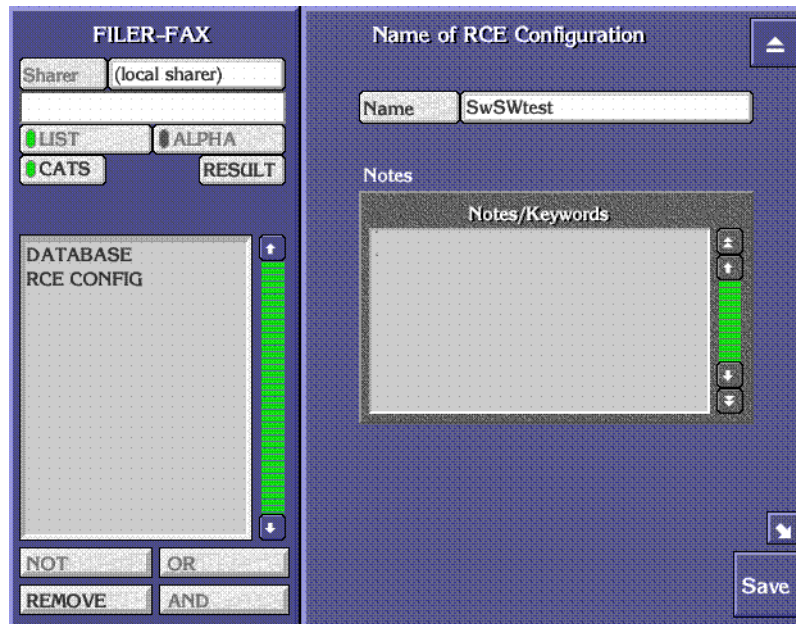 FILER-FAX
Sharer (local sharer)
LIST ALPHA
CATS RESULT
DATABASE
RCE CONFIG
NOT OR
REMOVE AND
Name of RCE Configuration
Name SwSWtest
Notes
Notes/Keywords
Save